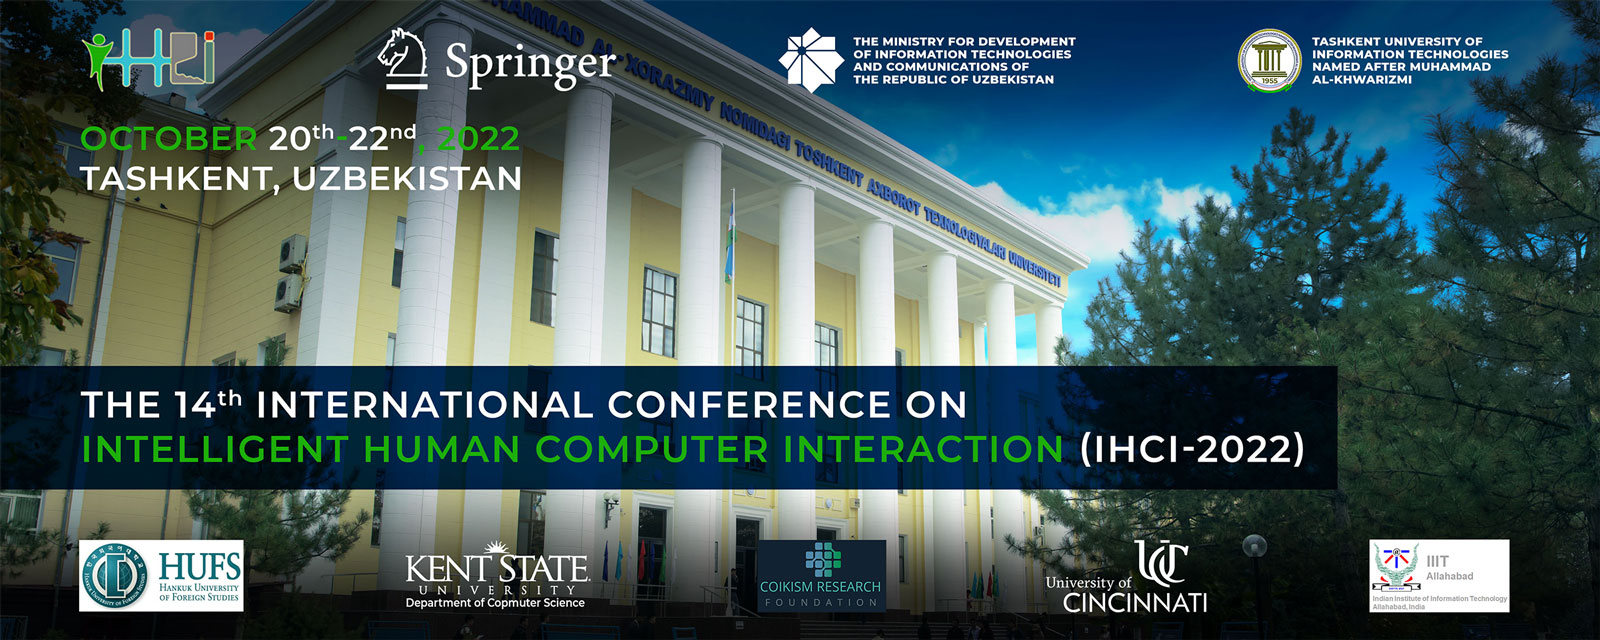 iHCi
Springer
THE MINISTRY FOR DEVELOPMENT
OF INFORMATION TECHNOLOGIES
AND COMMUNICATIONS OF
THE REPUBLIC OF UZBEKISTAN
1955
TASHKENT UNIVERSITY OF
INFORMATION TECHNOLOGIES
NAMED AFTER MUHAMMAD
AL-KHWARIZMI
OCTOBER 20th-22nd, 2022
TASHKENT, UZBEKISTAN
AL-XORAZMIY NOMIDAGI TOSHKENT AXBOROT TEXNOLOGIYALARI UNIVERSITETI
THE 14th INTERNATIONAL CONFERENCE ON
INTELLIGENT HUMAN COMPUTER INTERACTION (IHCI-2022)
HUFS
HANKUK UNIVERSITY
OF FOREIGN STUDIES
KENT STATE
UNIVERSITY
Department of Copmuter Science
COIKISM RESEARCH
FOUNDATION
UC
University of
CINCINNATI
IIIT
Allahabad
Indian Institute of Information Technology
Allahabad, India